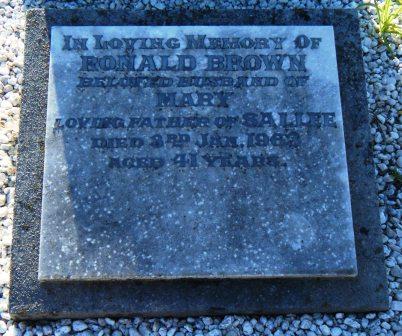 In Loving Memory Of
RONALD BROWN
BELOVED HUSBAND OF
MARY
LOVING FATHER OF SALLEE
DIED 3RD JAN. 1962
AGED 41 YEARS.